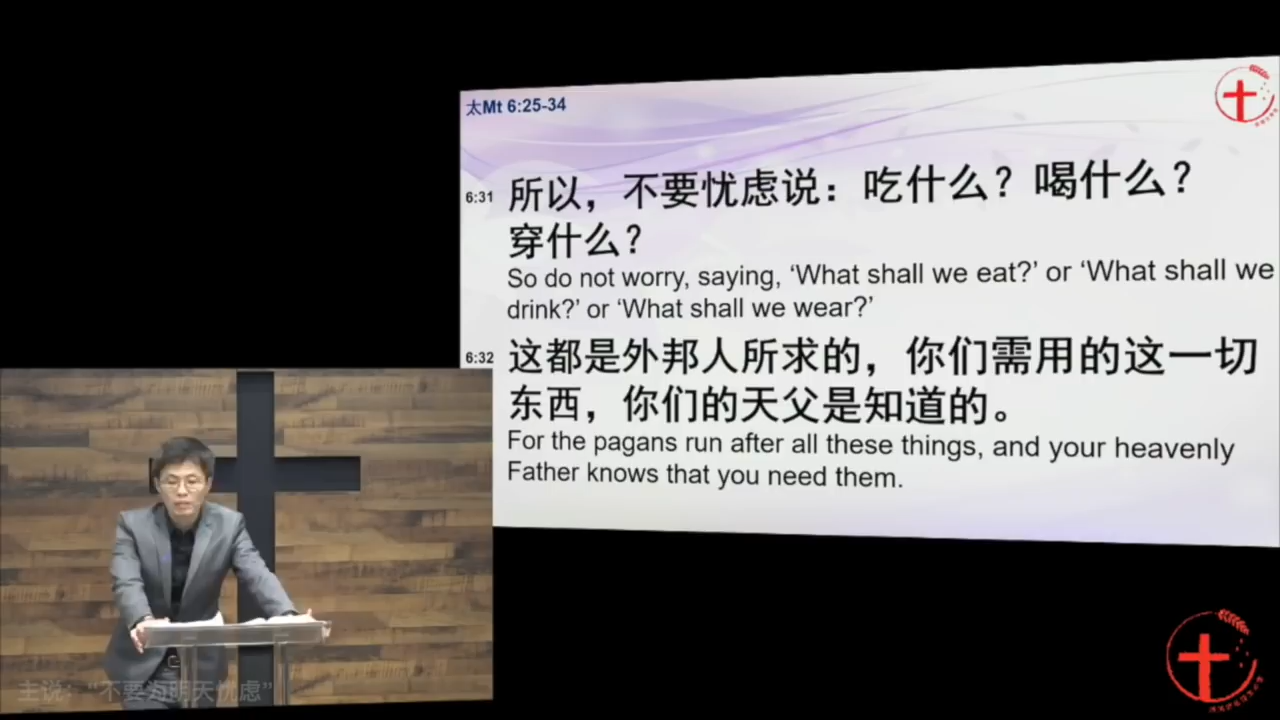 太Mt 6:25-34
6:31 所以，不要忧虑说：吃什么？喝什么？
穿什么？
So do not worry, saying, ‘What shall we eat?’ or ‘What shall we
drink?’ or ‘What shall we wear?’
6:32 这都是外邦人所求的，你们需用的这一切
东西，你们的天父是知道的。
For the pagans run after all these things, and your heavenly
Father knows that you need them.
主说：“不要为明天忧虑”